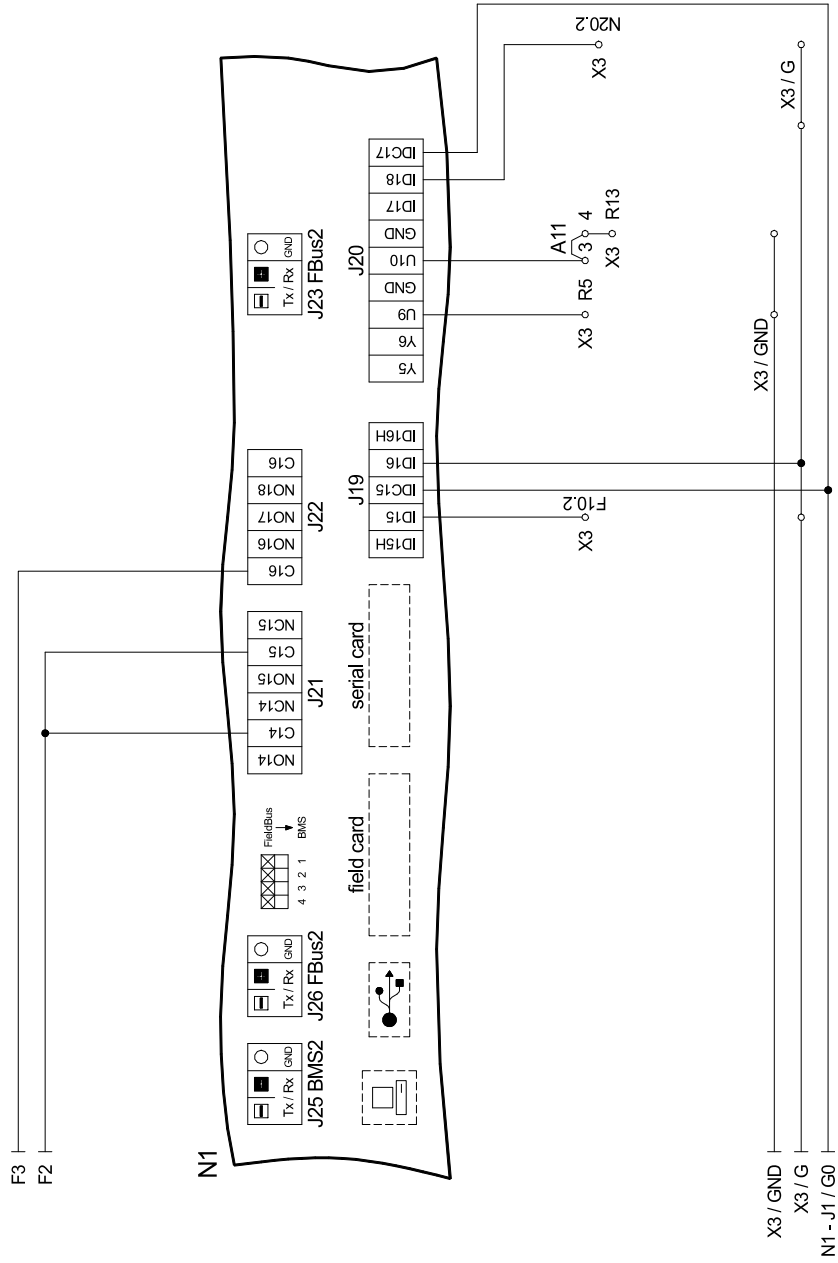 F3
F2
N1
J25 BMS2
Tx / Rx
GND
J26 FBus2
Tx / Rx
GND
4 3 2 1
FieldBus
BMS
J21
NO14
C14
NC14
NO15
C15
NC15
J22
C16
NO16
NO17
NO18
C16
J23 FBus2
Tx / Rx
GND
field card
serial card
J19
ID15H
ID15
IDC15
ID16
ID16H
J20
Y5
Y6
U9
GND
U10
GND
ID17
ID18
IDC17
X3
F10.2
X3
R5
A11
3
4
X3
R13
X3
N20.2
X3 / GND
X3 / G
X3 / GND
X3 / G
N1 - J1 / G0